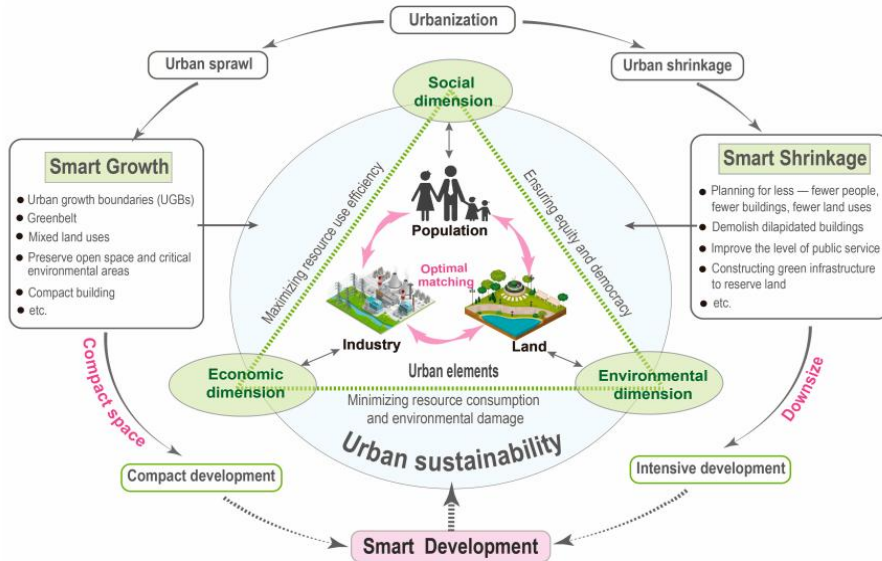 Urbanization
Urban sprawl
Urban shrinkage
Social
dimension
Smart Growth
● Urban growth boundaries (UGBs)
● Greenbelt
● Mixed land uses
● Preserve open space and critical
environmental areas
● Compact building
● etc.
Smart Shrinkage
● Planning for less — fewer people,
fewer buildings, fewer land uses
● Demolish dilapidated buildings
● Improve the level of public service
● Constructing green infrastructure
to reserve land
● etc.
Maximizing resource use efficiency
Ensuring equity and democracy
Population
Optimal
matching
Industry
Land
Urban elements
Economic
dimension
Environmental
dimension
Minimizing resource consumption
and environmental damage
Urban sustainability
Compact space
Downsize
Compact development
Intensive development
Smart Development